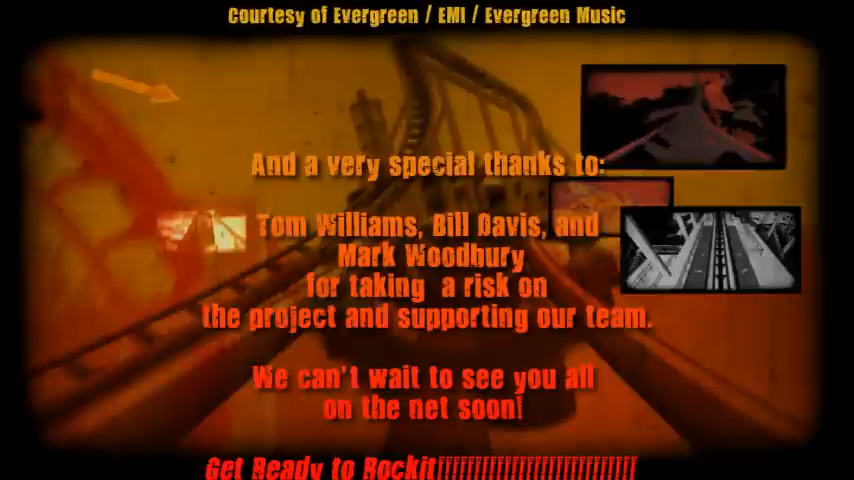 Courtesy of Evergreen / EMI / Evergreen Music
And a very special thanks to:
Tom Williams, Bill Davis, and
Mark Woodbury
for taking a risk on
the project and supporting our team.
We can't wait to see you all
on the net soon!
Get Ready to Rockit!!!!!!!!!!!!!!!!!!!!!!!!!!!!